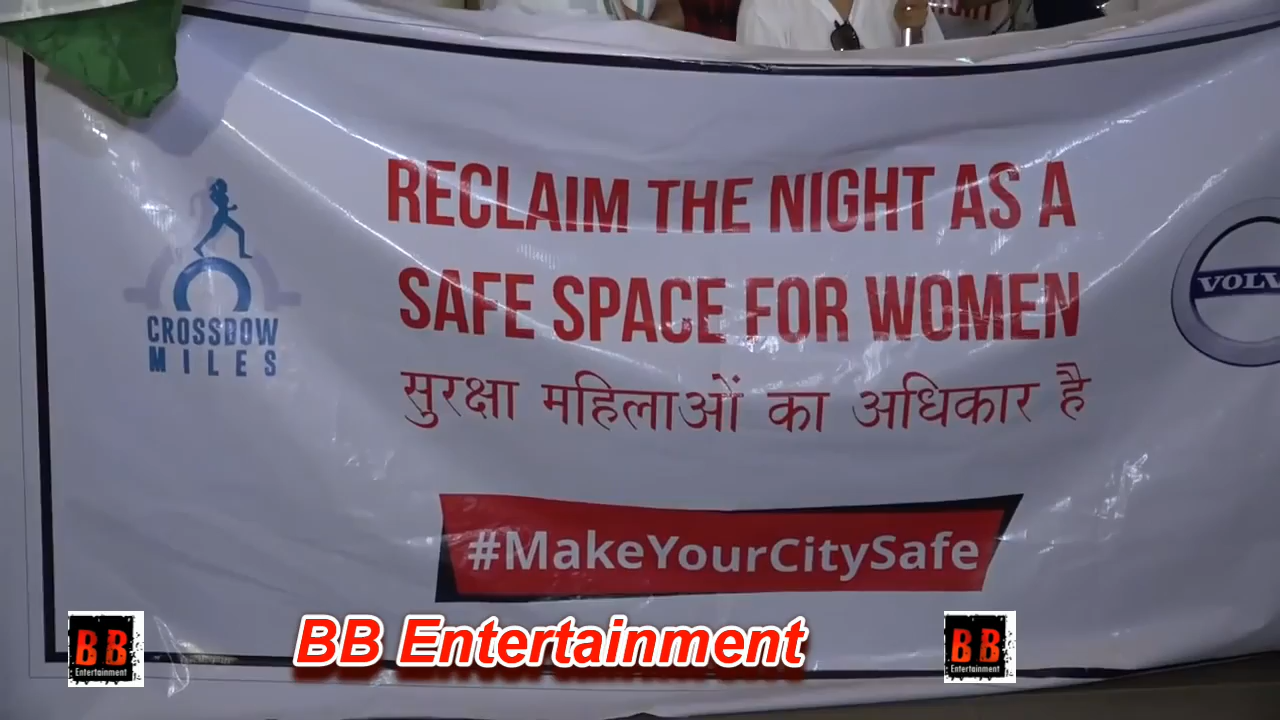 RECLAIM THE NIGHT AS A
SAFE SPACE FOR WOMEN
सुरक्षा महिलाओं का अधिकार है
CROSSBOW
MILES
#MakeYourCitySafe
BB Entertainment
BB
Entertainment
BB
Entertainment